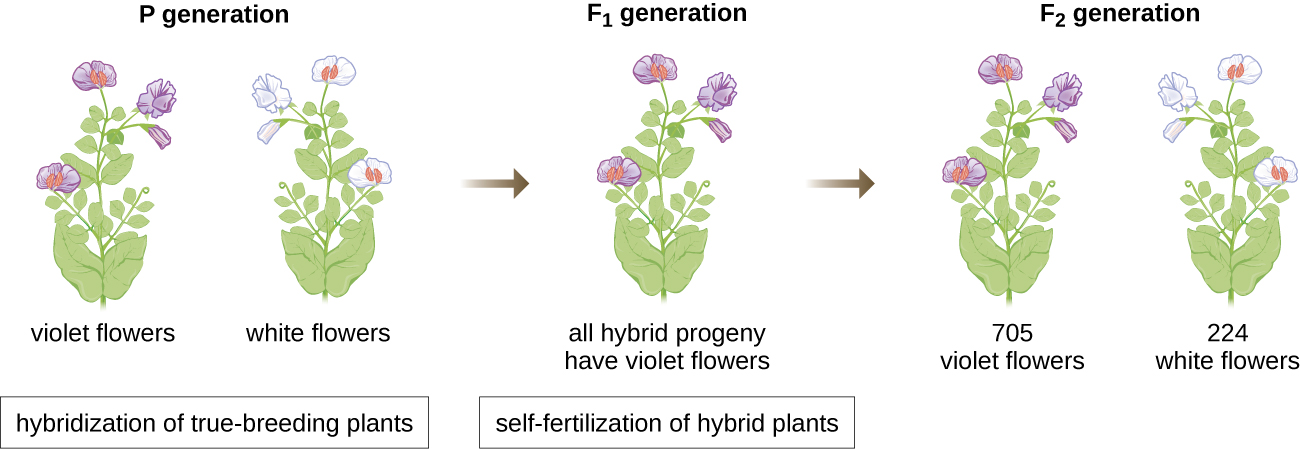 P generation
F₁ generation
F₂ generation
violet flowers
white flowers
all hybrid progeny
have violet flowers
705
violet flowers
224
white flowers
hybridization of true-breeding plants
self-fertilization of hybrid plants